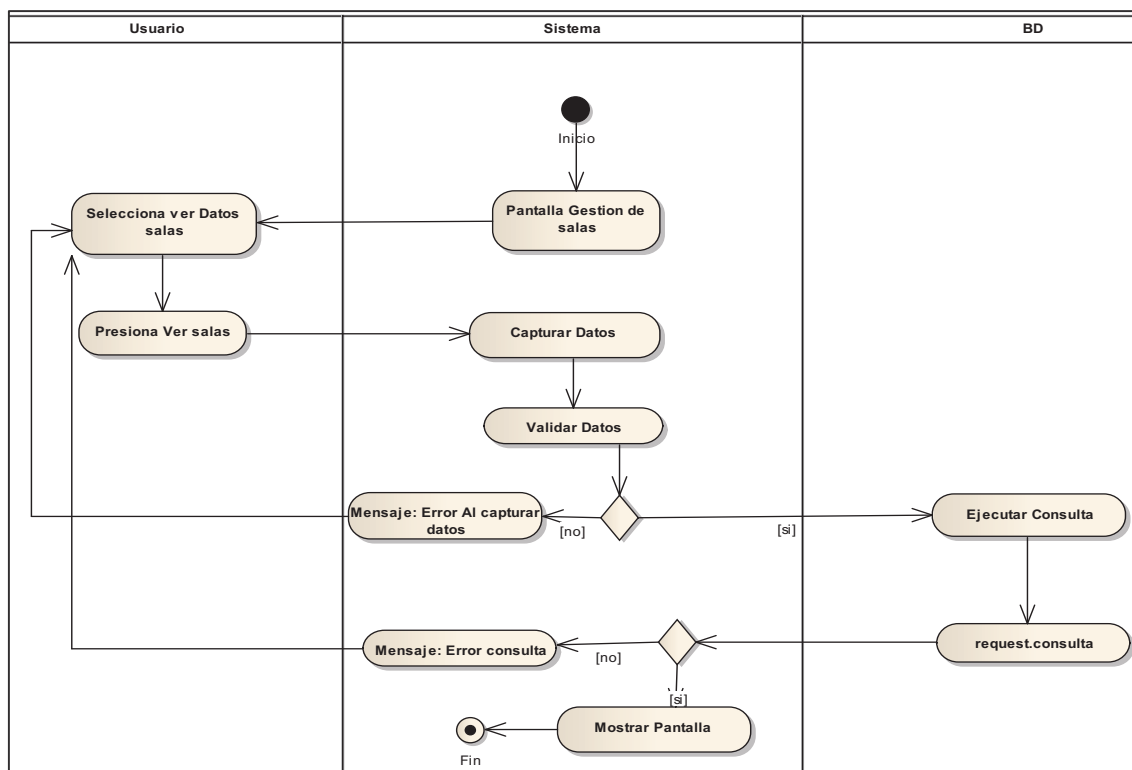 Usuario
Sistema
BD
Inicio
Pantalla Gestion de
salas
Selecciona ver Datos
salas
Presiona Ver salas
Capturar Datos
Validar Datos
Mensaje: Error Al capturar
datos
[no]
[si]
Ejecutar Consulta
request.consulta
Mensaje: Error consulta
[no]
[si]
Mostrar Pantalla
Fin